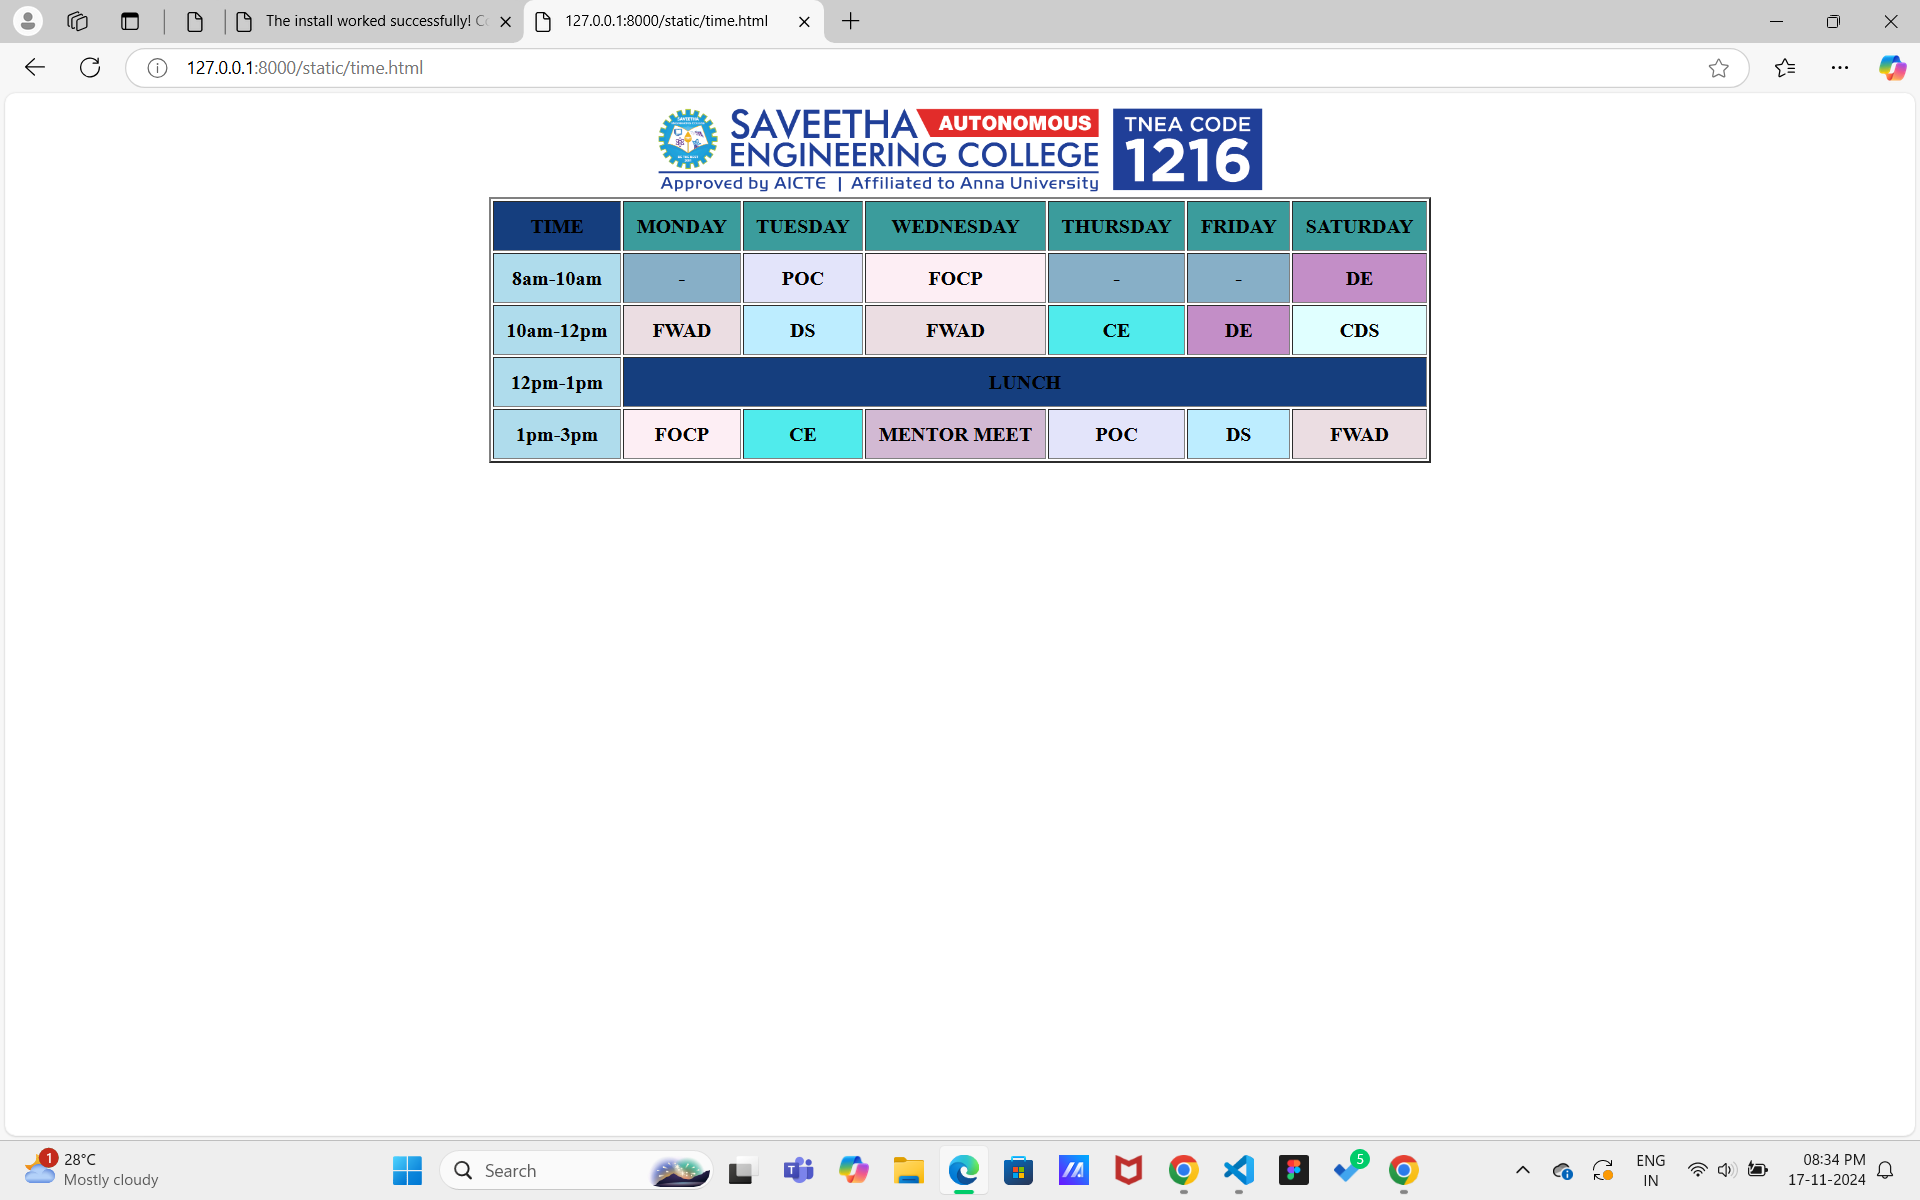 The install worked successfully! Co
127.0.0.1:8000/static/time.html
127.0.0.1:8000/static/time.html
SAVEETHA AUTONOMOUS
ENGINEERING COLLEGE
Approved by AICTE | Affiliated to Anna University
TNEA CODE
1216
TIME MONDAY TUESDAY WEDNESDAY THURSDAY FRIDAY SATURDAY
8am-10am - POC FOCP - - DE
10am-12pm FWAD DS FWAD CE DE CDS
12pm-1pm LUNCH
1pm-3pm FOCP CE MENTOR MEET POC DS FWAD
1
28°C
Mostly cloudy
Search
5
ENG
IN
08:34 PM
17-11-2024